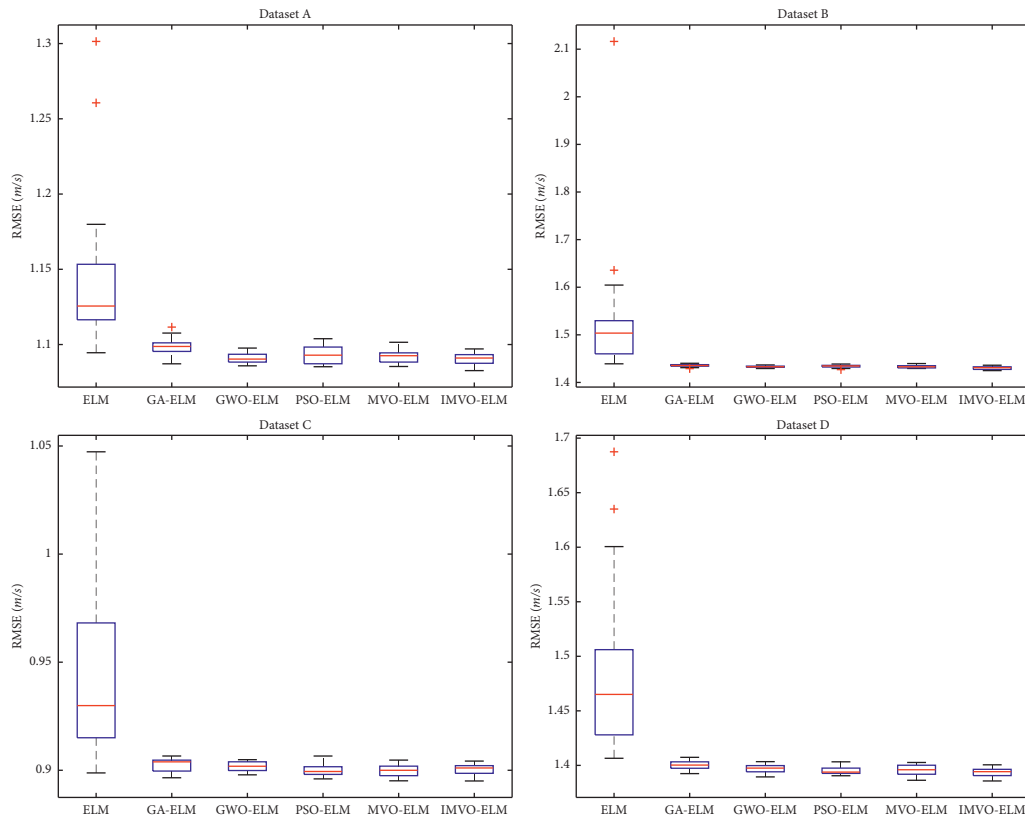 Dataset A
1.3
1.25
1.2
1.15
1.1
RMSE (m/s)
ELM GA-ELM GWO-ELM PSO-ELM MVO-ELM IMVO-ELM
Dataset B
2.1
2
1.9
1.8
1.7
1.6
1.5
1.4
RMSE (m/s)
ELM GA-ELM GWO-ELM PSO-ELM MVO-ELM IMVO-ELM
Dataset C
1.05
1
0.95
0.9
RMSE (m/s)
ELM GA-ELM GWO-ELM PSO-ELM MVO-ELM IMVO-ELM
Dataset D
1.7
1.65
1.6
1.55
1.5
1.45
1.4
RMSE (m/s)
ELM GA-ELM GWO-ELM PSO-ELM MVO-ELM IMVO-ELM